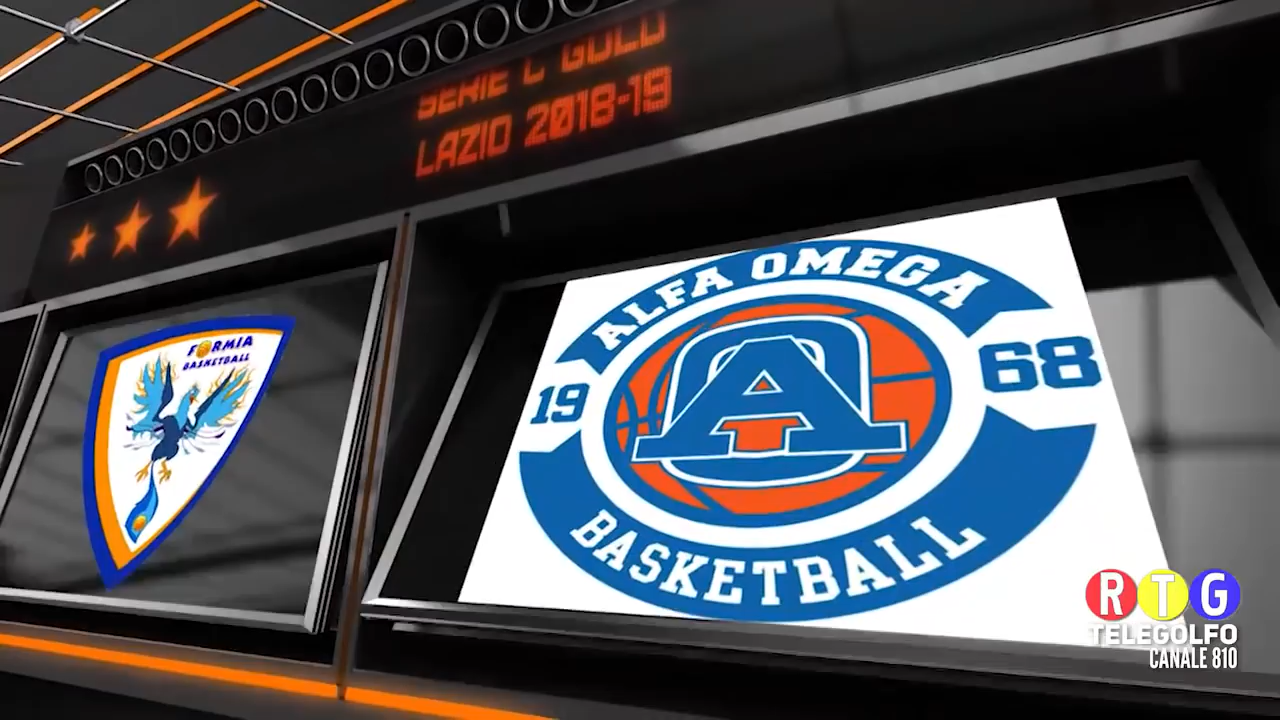 SERIE C GOLD
LAZIO 2018-19
FORMIA
BASKETBALL
ALFA OMEGA
19 68
A
BASKETBALL
RTG
TELEGOLFO
CANALE 810